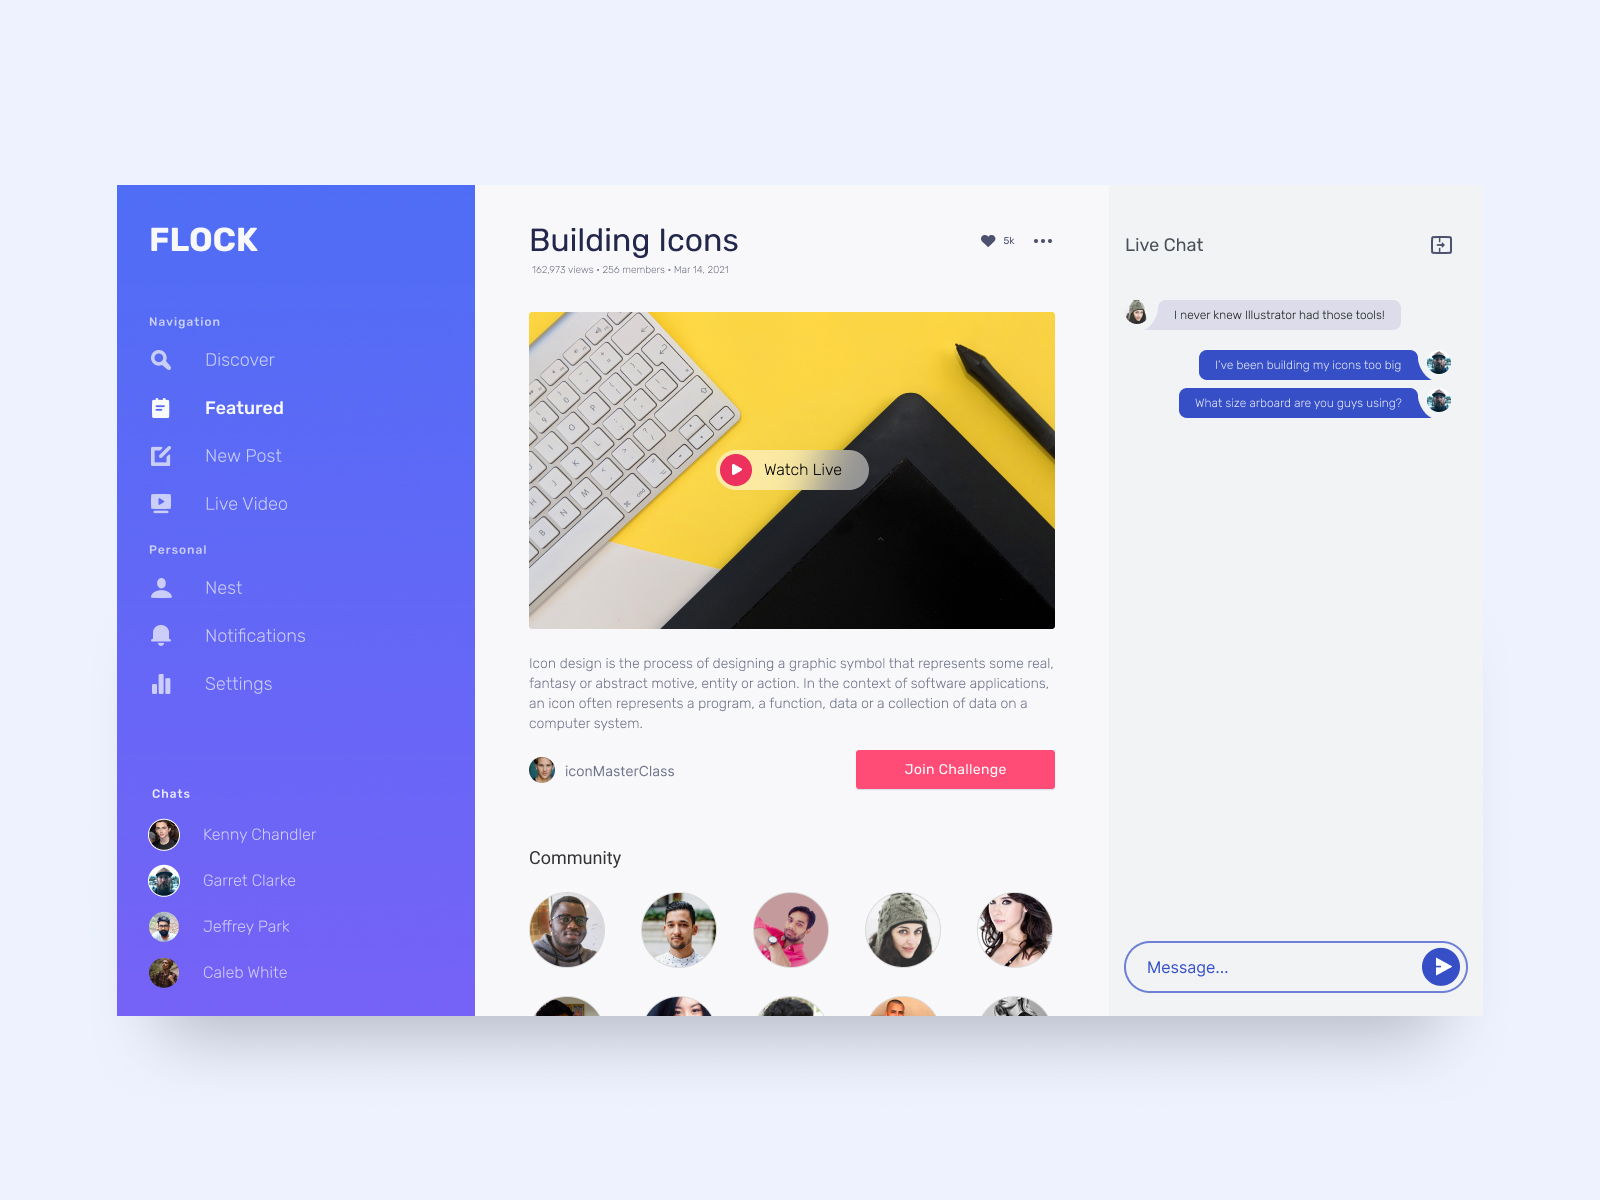 FLOCK
Navigation
Discover
Featured
New Post
Live Video
Personal
Nest
Notifications
Settings
Chats
Kenny Chandler
Garret Clarke
Jeffrey Park
Caleb White
Building Icons
5k
162,973 views • 256 members • Mar 14, 2021
Watch Live
Icon design is the process of designing a graphic symbol that represents some real,
fantasy or abstract motive, entity or action. In the context of software applications,
an icon often represents a program, a function, data or a collection of data on a
computer system.
iconMasterClass
Join Challenge
Community
Live Chat
I never knew Illustrator had those tools!
I've been building my icons too big
What size arboard are you guys using?
Message...